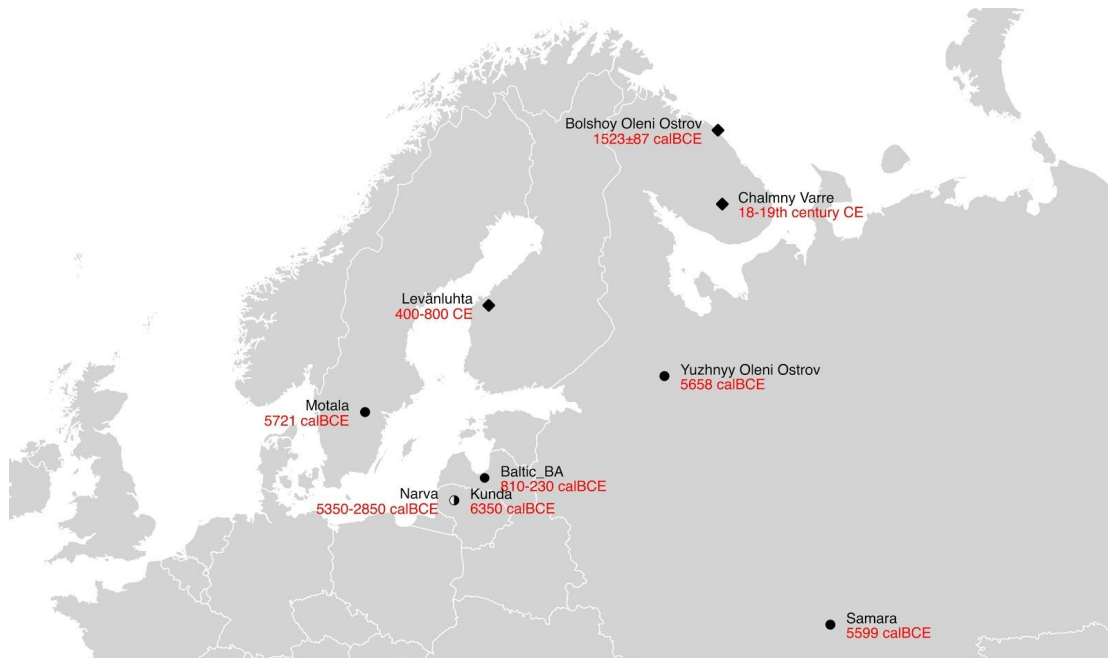 Bolshoy Oleni Ostrov
1523±87 calBCE
Chalmny Varre
18-19th century CE
Levänluhta
400-800 CE
Yuzhnyy Oleni Ostrov
5658 calBCE
Motala
5721 calBCE
Baltic_BA
810-230 calBCE
Narva
5350-2850 calBCE
Kunda
6350 calBCE
Samara
5599 calBCE